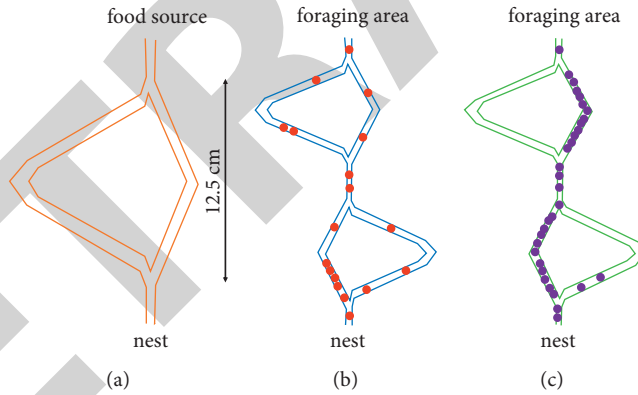 food source
foraging area
foraging area
12.5 cm
nest
nest
nest
(a)
(b)
(c)